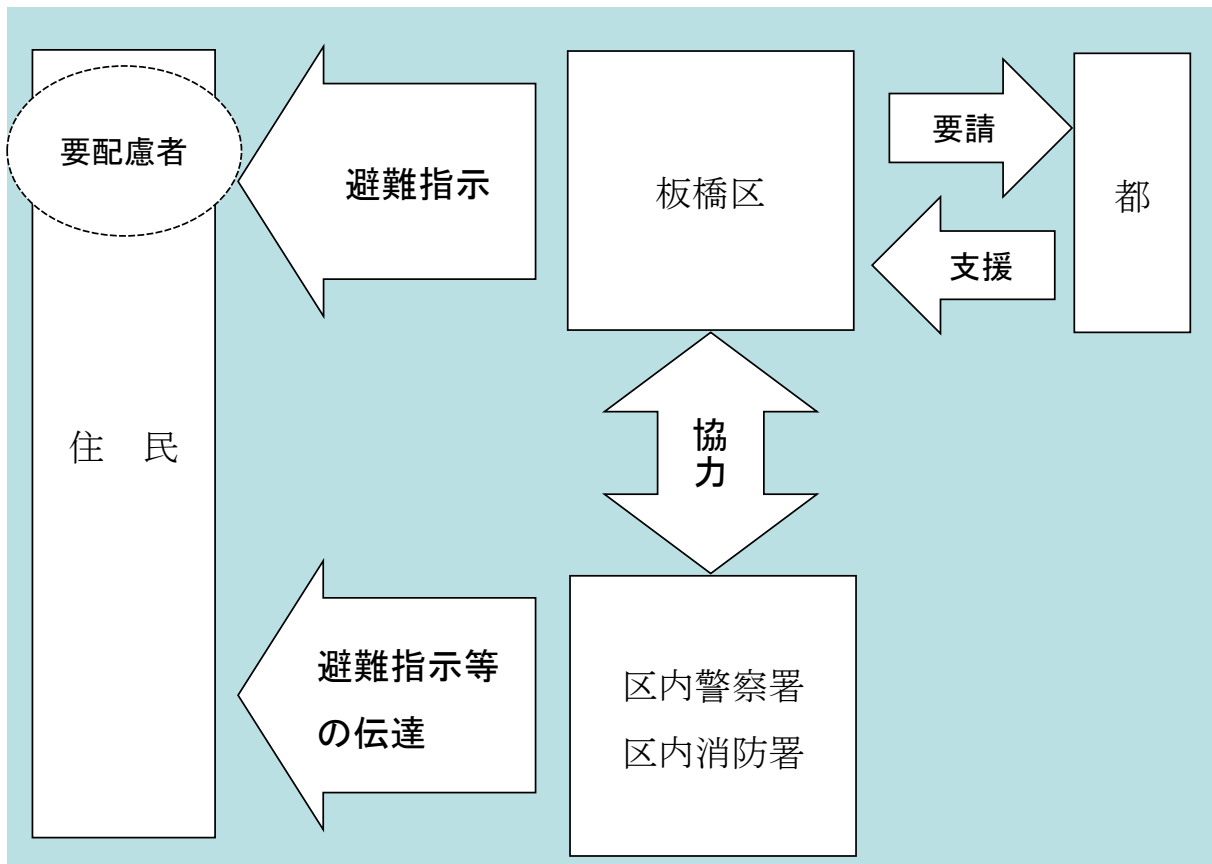 要配慮者
避難指示
板橋区
要請
都
支援
住　民
協
力
避難指示等
の伝達
区内警察署
区内消防署